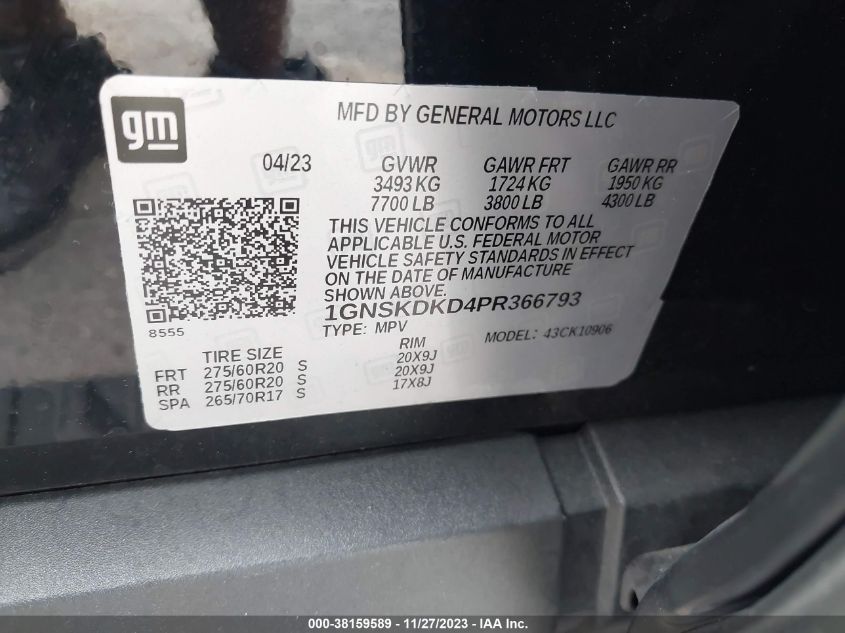 gm
MFD BY GENERAL MOTORS LLC
04/23 GVWR GAWR FRT GAWR RR
3493 KG 1724 KG 1950 KG
7700 LB 3800 LB 4300 LB
THIS VEHICLE CONFORMS TO ALL
APPLICABLE U.S. FEDERAL MOTOR
VEHICLE SAFETY STANDARDS IN EFFECT
ON THE DATE OF MANUFACTURE
SHOWN ABOVE.
1GNSKDKD4PR366793
8555 TYPE: MPV MODEL: 43CK10906
TIRE SIZE RIM
FRT 275/60R20 S 20X9J
RR 275/60R20 S 20X9J
SPA 265/70R17 S 17X8J
000-38159589 - 11/27/2023 - IAA Inc.